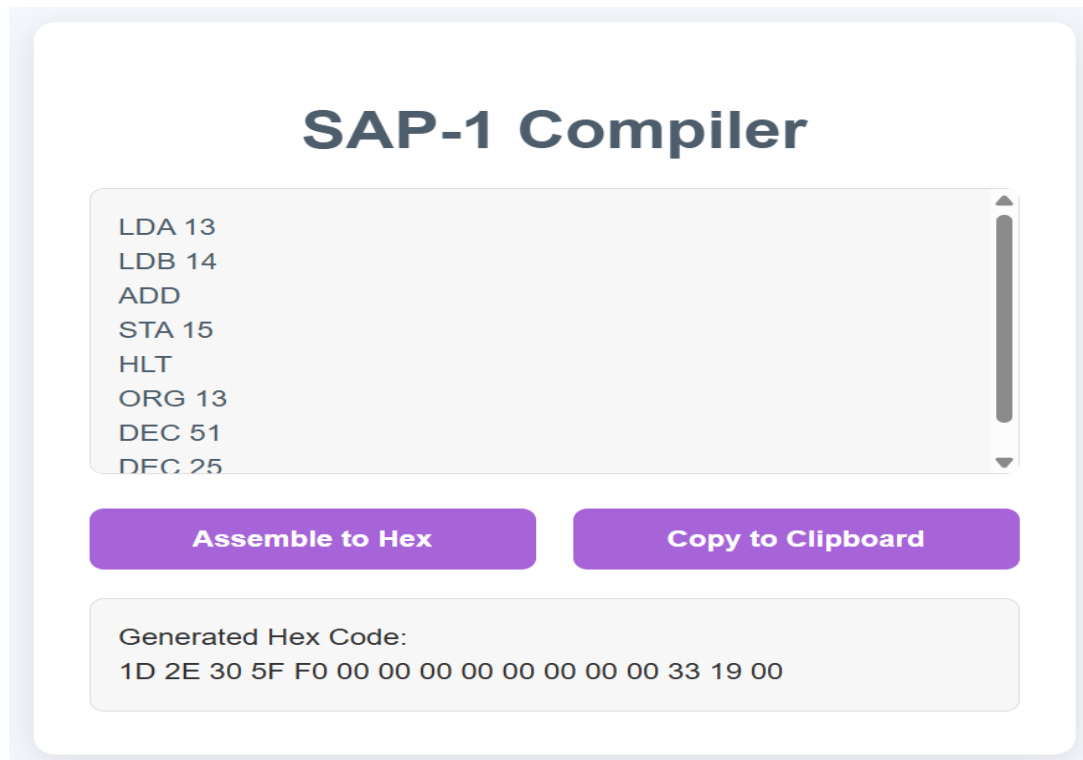 SAP-1 Compiler
LDA 13
LDB 14
ADD
STA 15
HLT
ORG 13
DEC 51
DEC 25
Assemble to Hex
Copy to Clipboard
Generated Hex Code:
1D 2E 30 5F F0 00 00 00 00 00 00 00 00 33 19 00